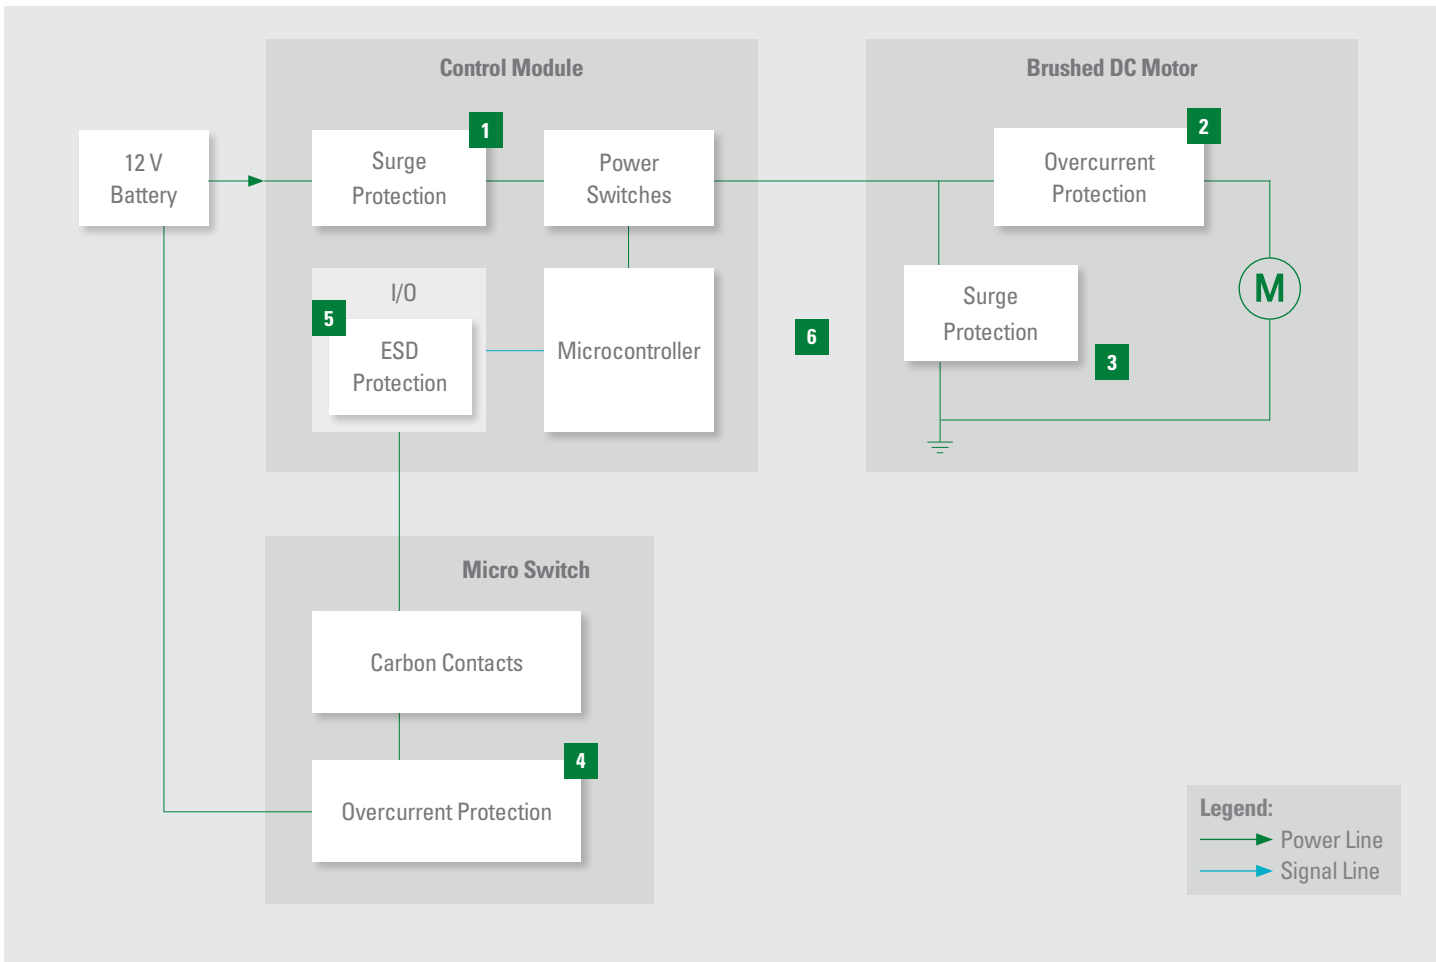 Control Module
Brushed DC Motor
1
2
12 V
Battery
Surge
Protection
Power
Switches
Overcurrent
Protection
I/O
5
ESD
Protection
Microcontroller
6
Surge
Protection
3
M
Micro Switch
Carbon Contacts
4
Overcurrent Protection
Legend:
Power Line
Signal Line